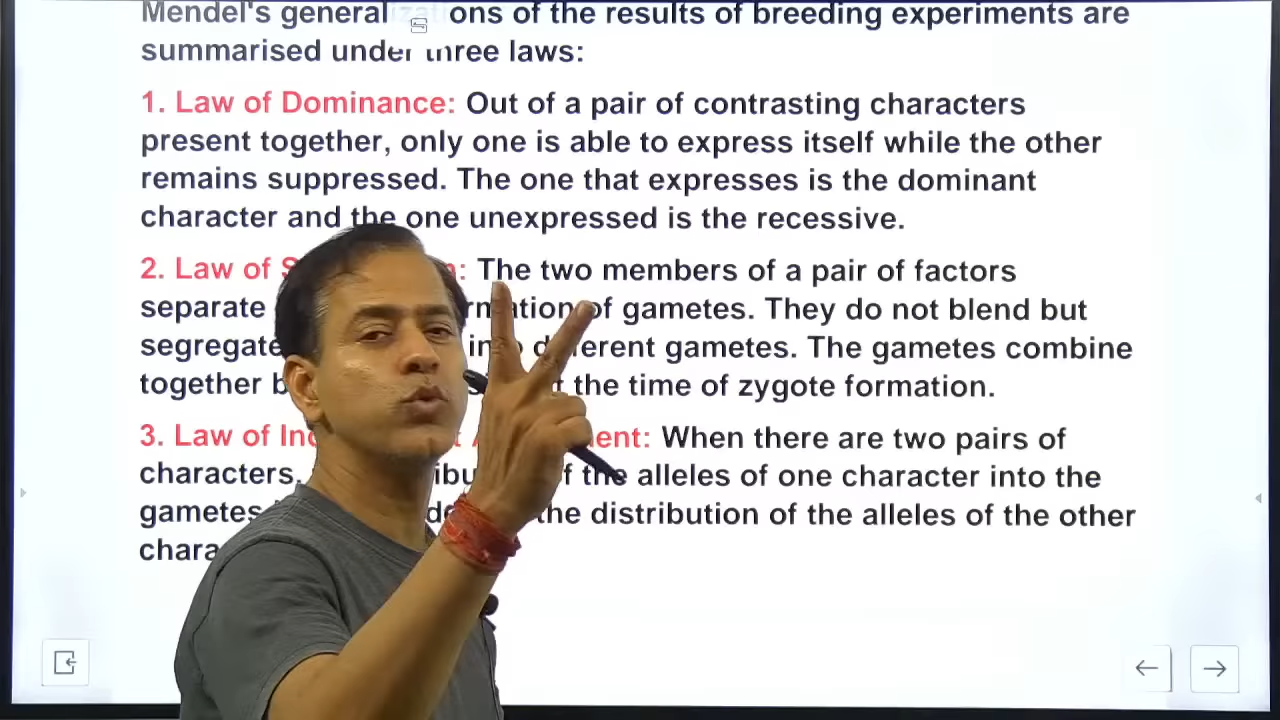 Mendel's general ons of the results of breeding experiments are
summarised under three laws:
1. Law of Dominance: Out of a pair of contrasting characters
present together, only one is able to express itself while the other
remains suppressed. The one that expresses is the dominant
character and the one unexpressed is the recessive.
2. Law of The two members of a pair of factors
separate of gametes. They do not blend but
segregate different gametes. The gametes combine
together the time of zygote formation.
3. Law of When there are two pairs of
characters, of the alleles of one character into the
gametes the distribution of the alleles of the other